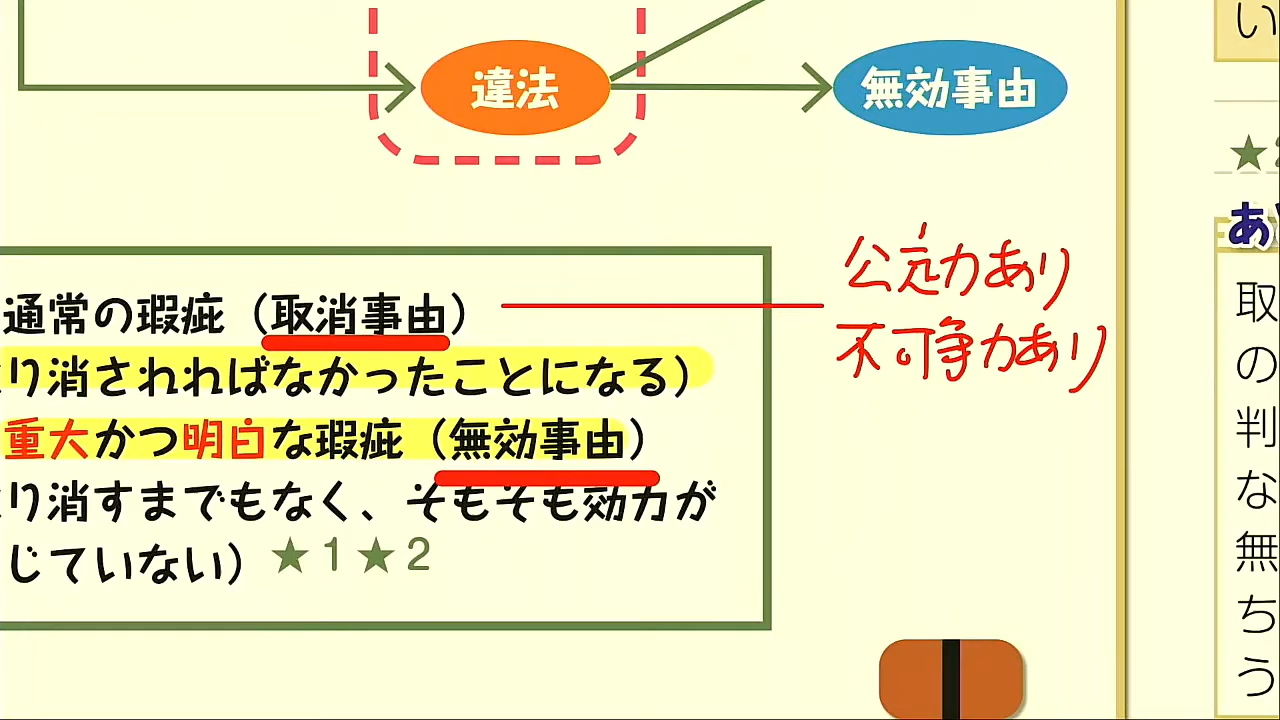 い
違法
無効事由
★2
あ
公定力あり
不可争力あり
通常の瑕疵（取消事由）
り消されればなかったことになる）
重大かつ明白な瑕疵（無効事由）
り消すまでもなく、そもそも効力が
じていない）★1★2
取
の
判
な
無
ち
う